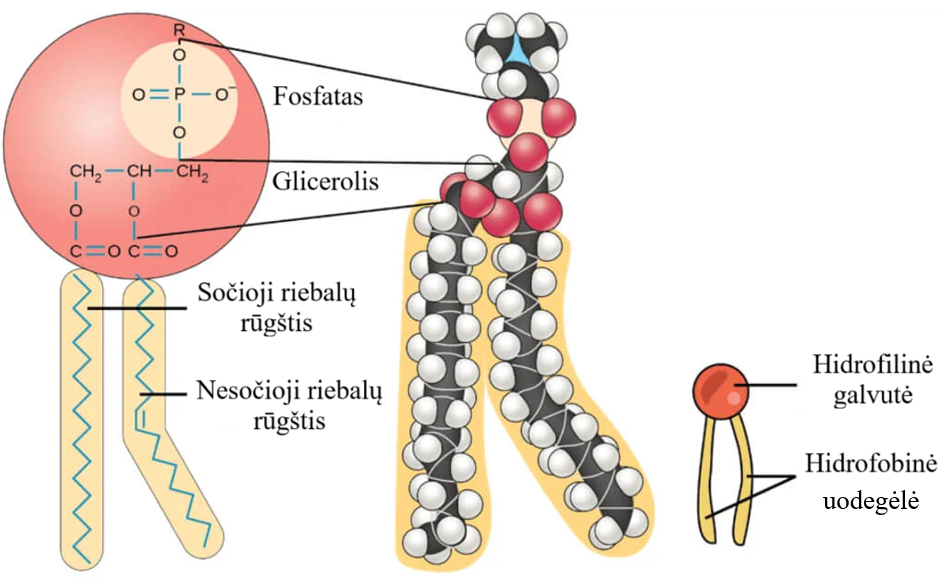 R
O
O=P—O⁻
O
Fosfatas
CH₂—CH—CH₂
Glicerolis
O O
C=O C=O
Sočioji riebalų
rūgštis
Nesočioji riebalų
rūgštis
Hidrofilinė
galvutė
Hidrofobinė
uodegėlė